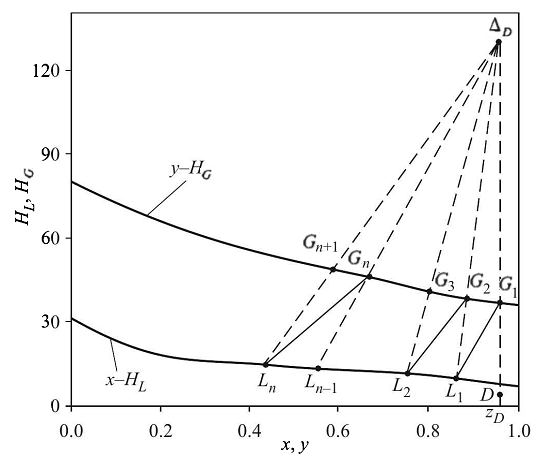 Δ_D
120
90
60
30
0
H_L, H_G
y–H_G
G_{n+1}
G_n
G_3
G_2
G_1
x–H_L
L_n
L_{n–1}
L_2
L_1
D
z_D
0.0
0.2
0.4
0.6
0.8
1.0
x, y